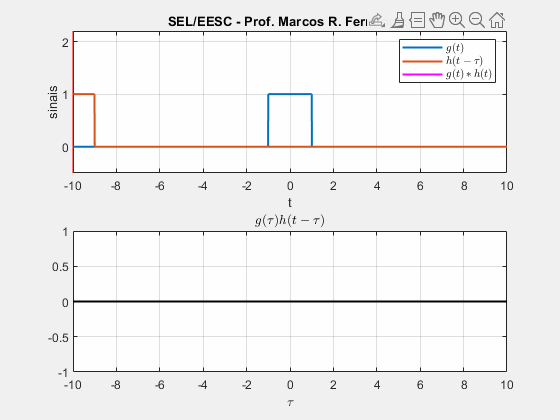 SEL/EESC - Prof. Marcos R.
g(t)
h(t − τ)
g(t) ∗ h(t)
sinais
2
1
0
-10 -8 -6 -4 -2 0 2 4 6 8 10
t
g(τ)h(t − τ)
1
0.5
0
-0.5
-1
-10 -8 -6 -4 -2 0 2 4 6 8 10
τ